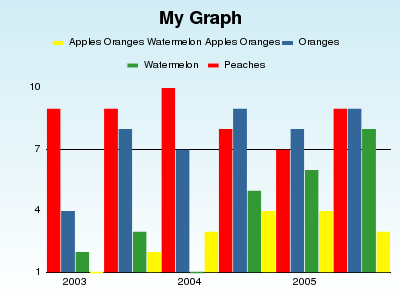 My Graph
Apples Oranges Watermelon Apples Oranges Oranges
Watermelon Peaches
10
7
4
1
2003 2004 2005